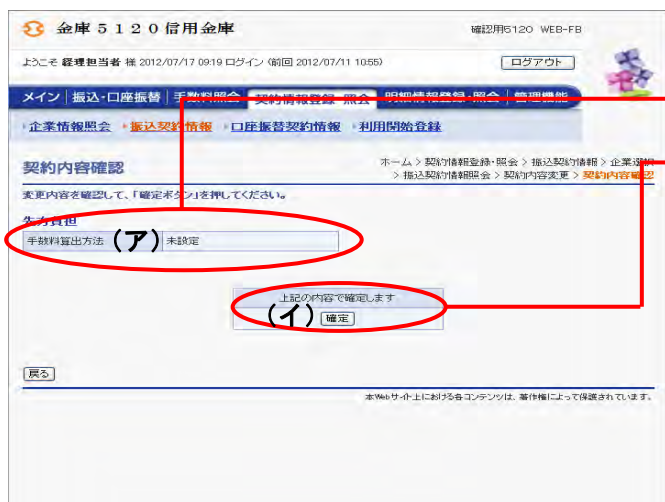 金庫５１２０信用金庫
確認用5120 WEB-FB
ようこそ 経理担当者 様 2012/07/17 09:19 ログイン (前回 2012/07/11 10:55)
ログアウト
メイン 振込・口座振替 手数料照会 契約情報登録・照会 明細情報登録・照会 管理機能
企業情報照会 振込契約情報 口座振替契約情報 利用開始登録
契約内容確認
ホーム > 契約情報登録・照会 > 振込契約情報 > 企業選択
> 振込契約情報照会 > 契約内容変更 > 契約内容確認
変更内容を確認して、「確定ボタン」を押してください。
先方負担
手数料算出方法 (ア) 未設定
上記の内容で確定します
(イ) 確定
戻る
本Webサイト上における各コンテンツは、著作権によって保護されています。